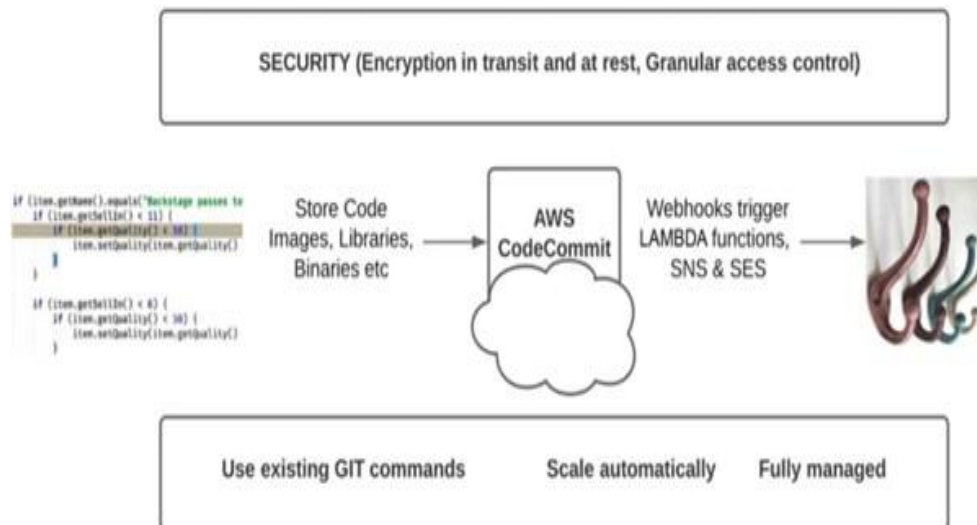 SECURITY (Encryption in transit and at rest, Granular access control)
if (item.getName().equals("Backstage passes to
if (item.getSellIn() < 11) {
if (item.getQuality() < 50) {
item.setQuality(item.getQuality()
}
}
if (item.getSellIn() < 6) {
if (item.getQuality() < 50) {
item.setQuality(item.getQuality()
}
Store Code
Images, Libraries,
Binaries etc
AWS
CodeCommit
Webhooks trigger
LAMBDA functions,
SNS & SES
Use existing GIT commands Scale automatically Fully managed